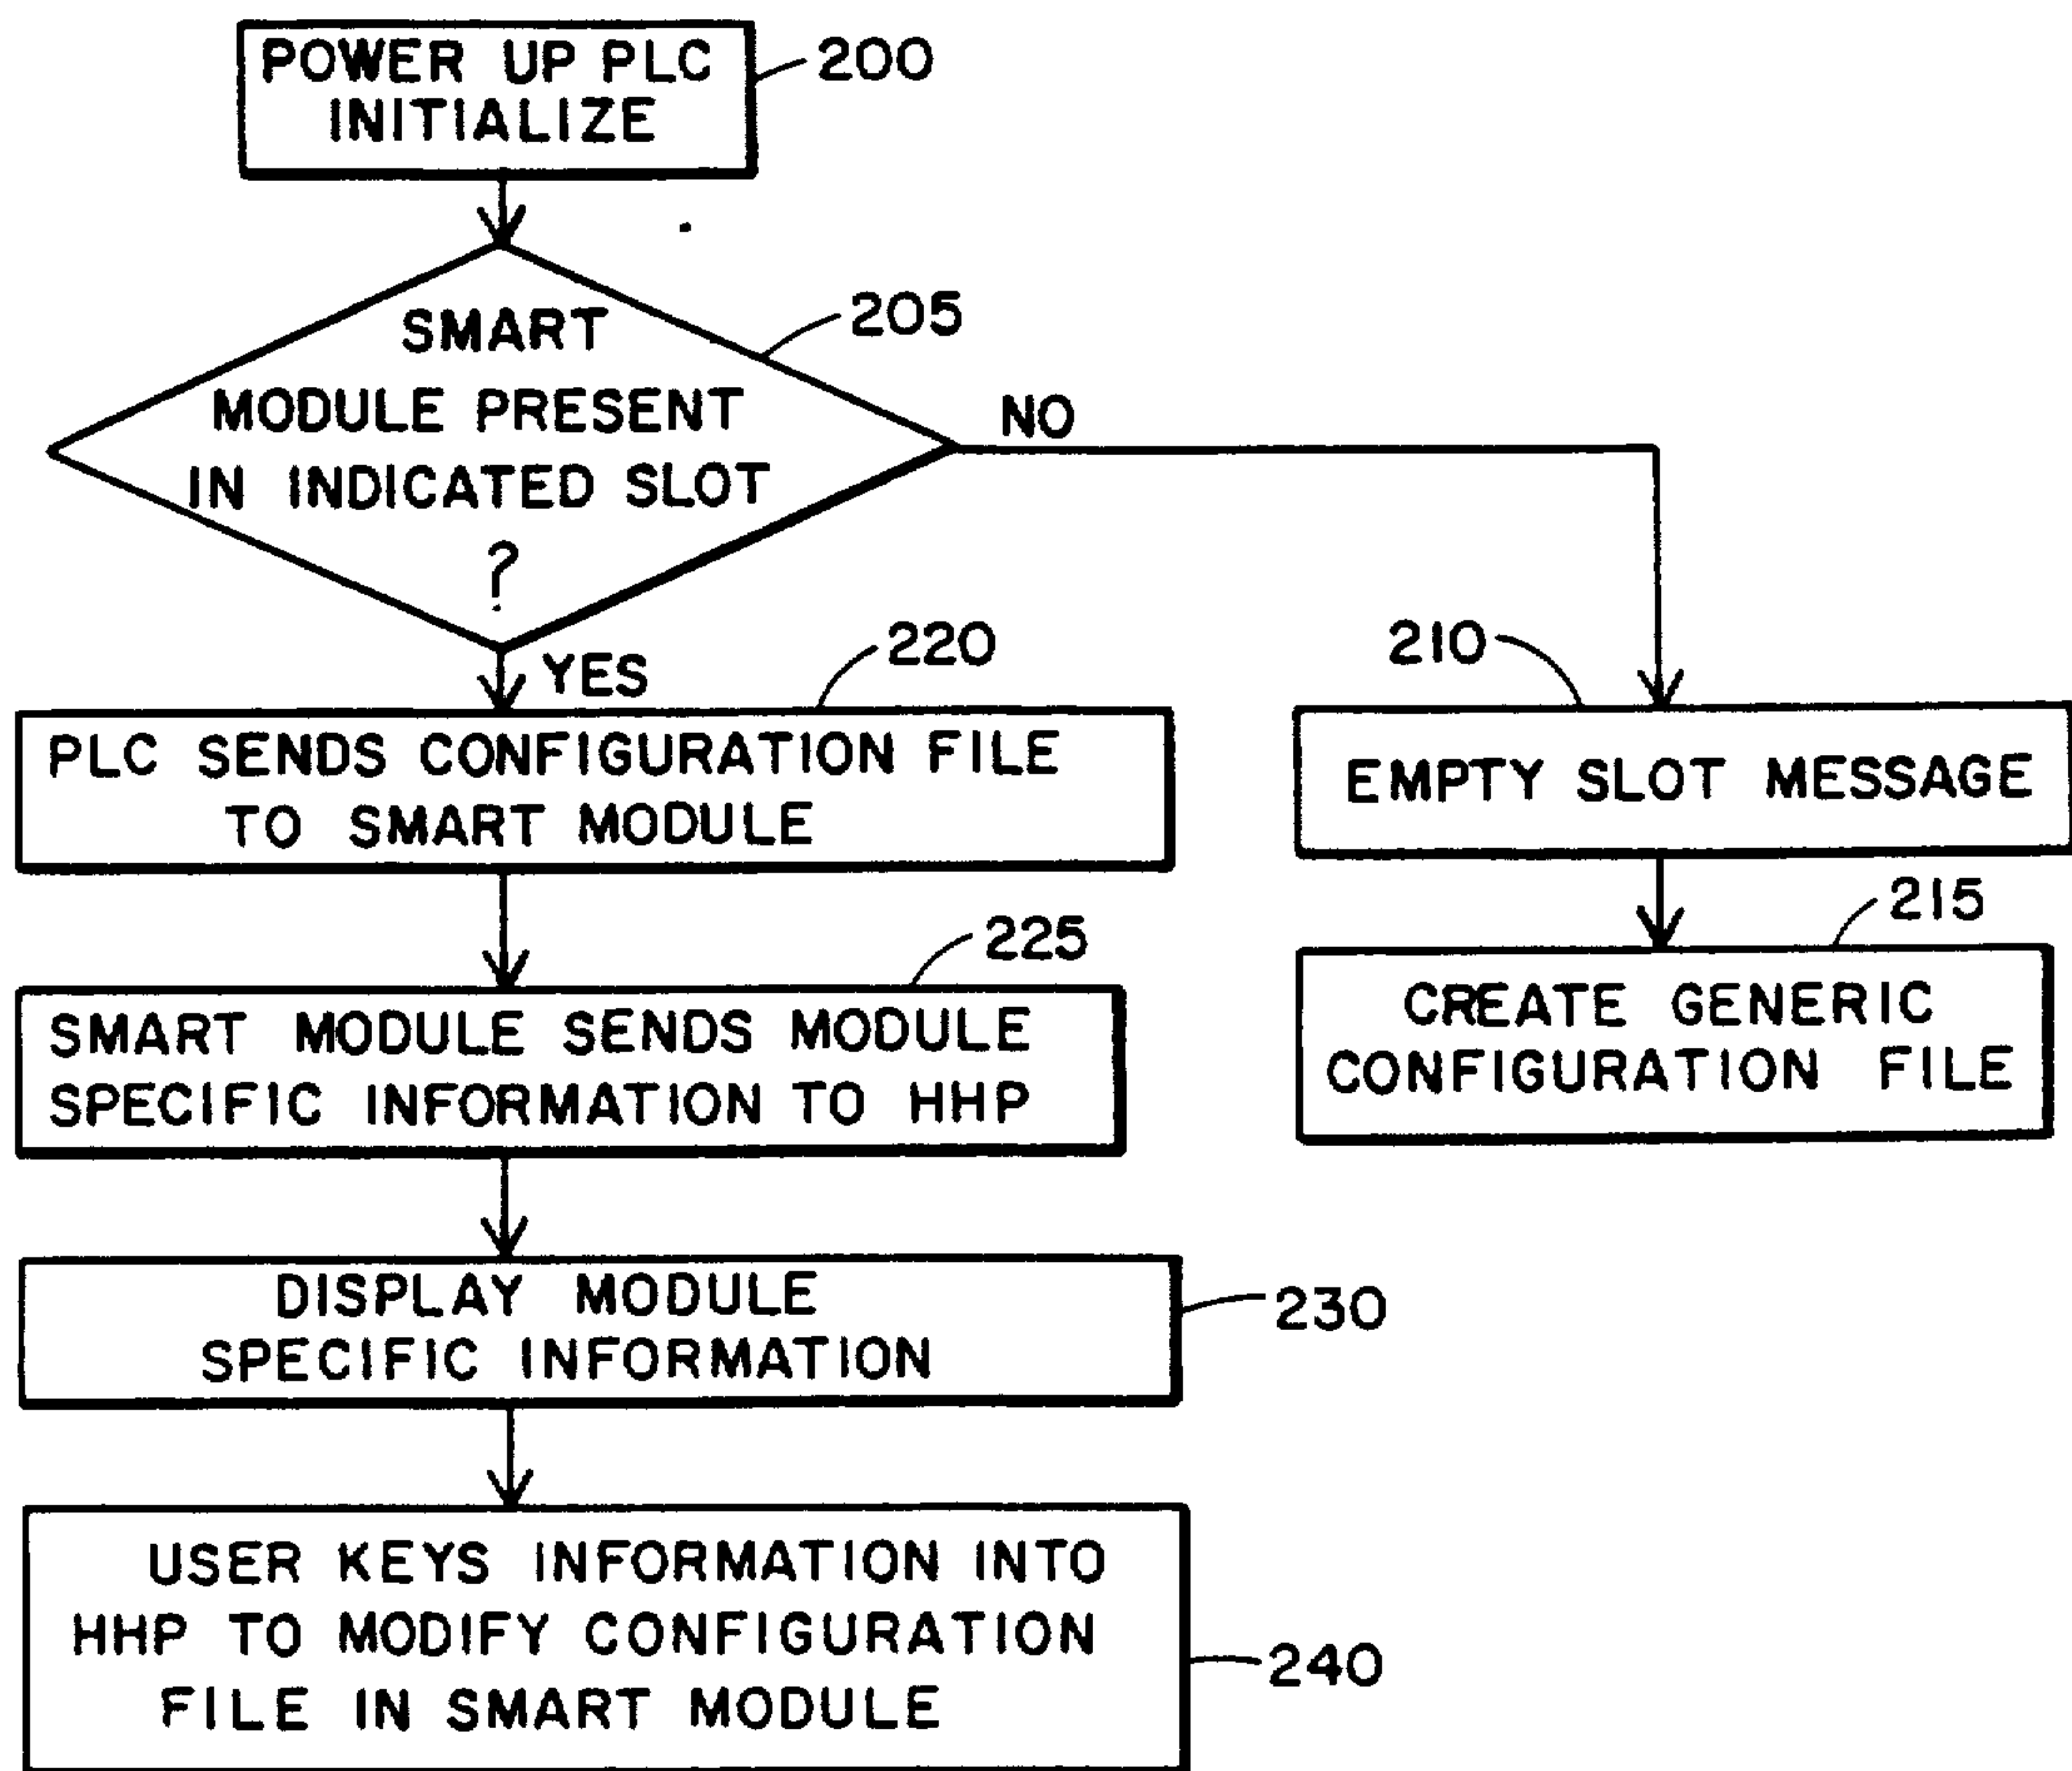 POWER UP PLC
INITIALIZE
200
SMART
MODULE PRESENT
IN INDICATED SLOT
?
205
NO
YES
220
PLC SENDS CONFIGURATION FILE
TO SMART MODULE
210
EMPTY SLOT MESSAGE
215
CREATE GENERIC
CONFIGURATION FILE
225
SMART MODULE SENDS MODULE
SPECIFIC INFORMATION TO HHP
DISPLAY MODULE
SPECIFIC INFORMATION
230
USER KEYS INFORMATION INTO
HHP TO MODIFY CONFIGURATION
FILE IN SMART MODULE
240